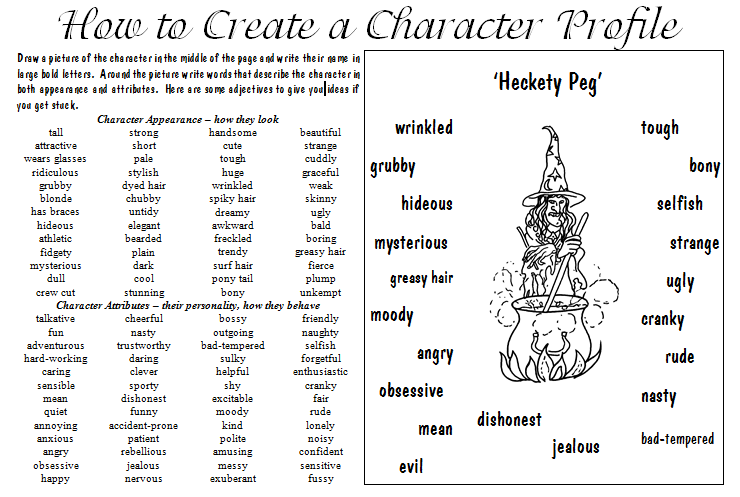 How to Create a Character Profile
Draw a picture of the character in the middle of the page and write their name in
large bold letters. Around the picture write words that describe the character in
both appearance and attributes. Here are some adjectives to give you ideas if
you get stuck.
Character Appearance – how they look
tall strong handsome beautiful
attractive short cute strange
wears glasses pale tough cuddly
ridiculous stylish huge graceful
grubby dyed hair wrinkled weak
blonde chubby spiky hair skinny
has braces untidy dreamy ugly
hideous elegant awkward bald
athletic bearded freckled boring
fidgety plain trendy greasy hair
mysterious dark surf hair fierce
dull cool pony tail plump
crew cut stunning bony unkempt
Character Attributes – their personality, how they behave
talkative cheerful bossy friendly
fun nasty outgoing naughty
adventurous trustworthy bad-tempered selfish
hard-working daring sulky forgetful
caring clever helpful enthusiastic
sensible sporty shy cranky
mean dishonest excitable fair
quiet funny moody rude
annoying accident-prone kind lonely
anxious patient polite noisy
angry rebellious amusing confident
obsessive jealous messy sensitive
happy nervous exuberant fussy
‘Heckety Peg’
wrinkled tough
grubby bony
hideous selfish
mysterious strange
greasy hair ugly
moody cranky
angry rude
obsessive nasty
dishonest
mean bad-tempered
jealous
evil